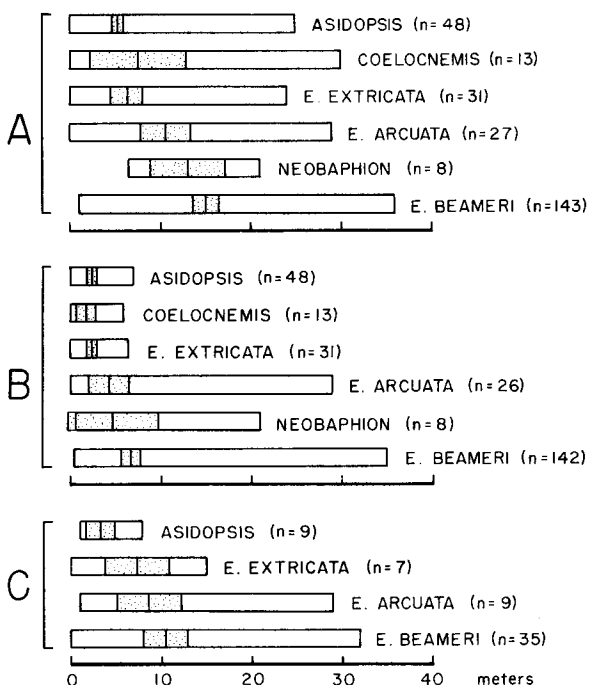 A
ASIDOPSIS (n=48)
COELOCNEMIS (n=13)
E. EXTRICATA (n=31)
E. ARCUATA (n=27)
NEOBAPHION (n=8)
E. BEAMERI (n=143)
B
ASIDOPSIS (n=48)
COELOCNEMIS (n=13)
E. EXTRICATA (n=31)
E. ARCUATA (n=26)
NEOBAPHION (n=8)
E. BEAMERI (n=142)
C
ASIDOPSIS (n=9)
E. EXTRICATA (n=7)
E. ARCUATA (n=9)
E. BEAMERI (n=35)
0 10 20 30 40 meters